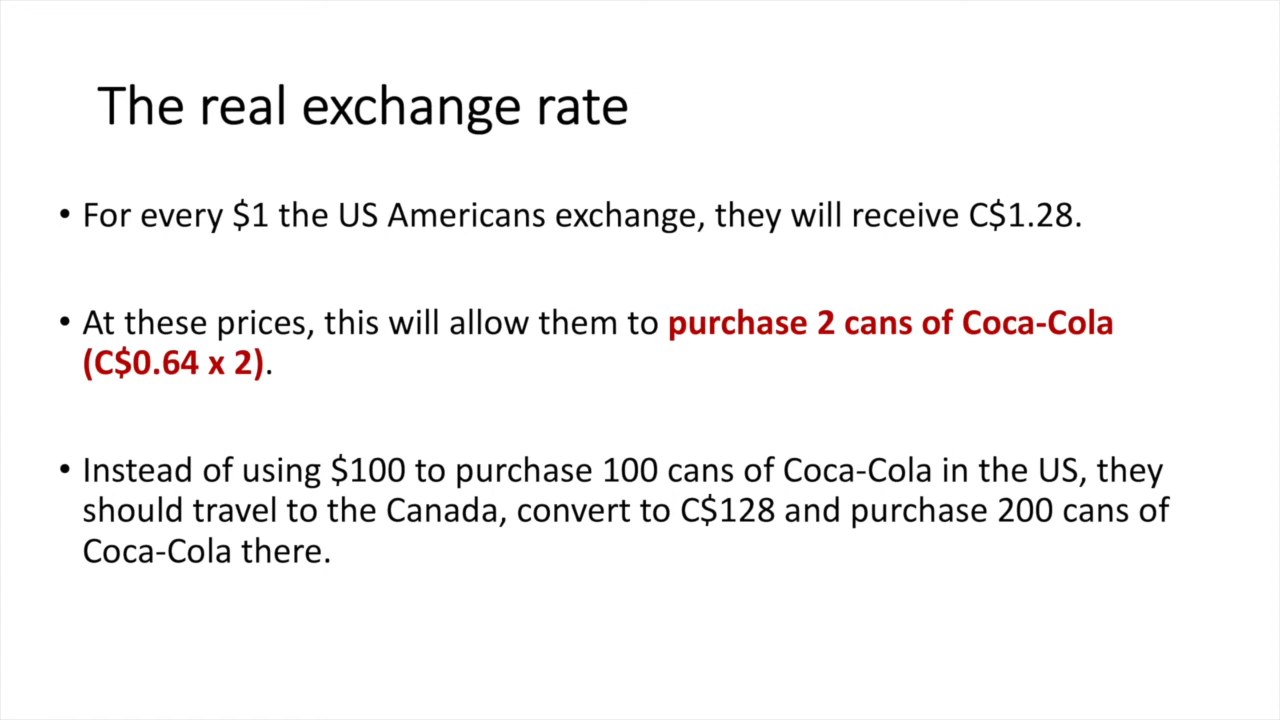 The real exchange rate
• For every $1 the US Americans exchange, they will receive C$1.28.
• At these prices, this will allow them to purchase 2 cans of Coca-Cola
(C$0.64 x 2).
• Instead of using $100 to purchase 100 cans of Coca-Cola in the US, they
should travel to the Canada, convert to C$128 and purchase 200 cans of
Coca-Cola there.